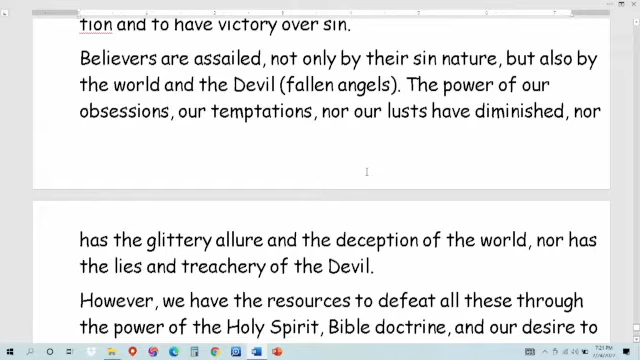 tion and to have victory over sin.
Believers are assailed, not only by their sin nature, but also by
the world and the Devil (fallen angels). The power of our
obsessions, our temptations, nor our lusts have diminished, nor
has the glittery allure and the deception of the world, nor has
the lies and treachery of the Devil.
However, we have the resources to defeat all these through
the power of the Holy Spirit, Bible doctrine, and our desire to